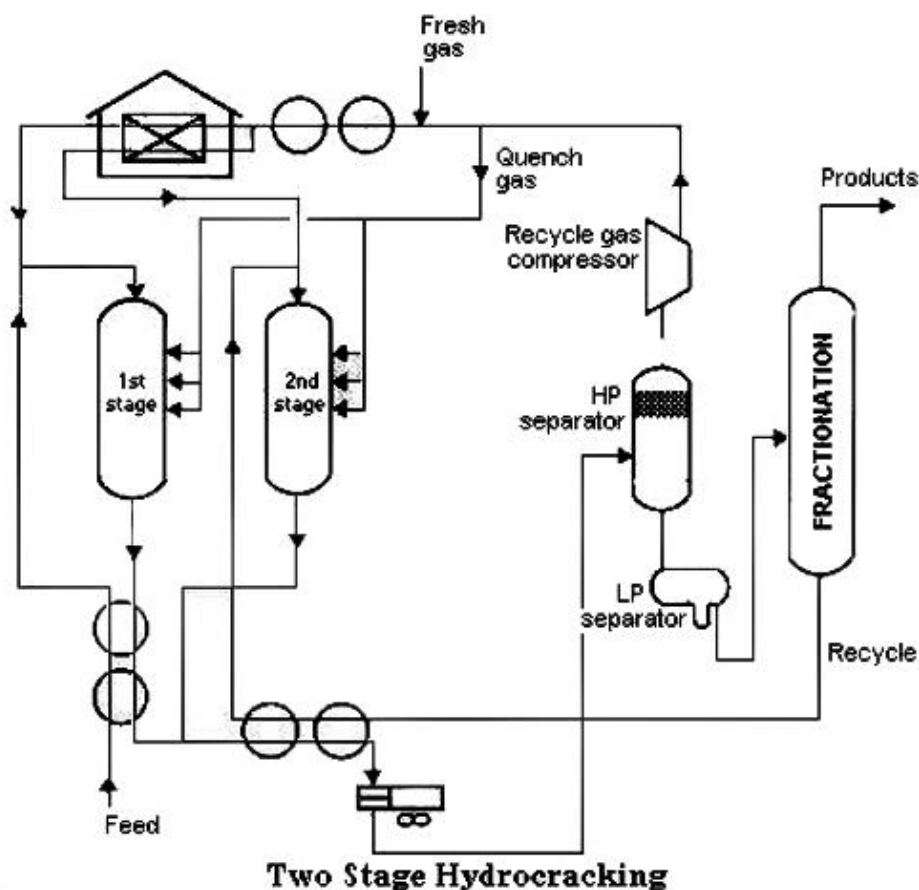 Fresh
gas
Quench
gas
Products
Recycle gas
compressor
1st
stage
2nd
stage
HP
separator
FRACTIONATION
LP
separator
Recycle
Feed
Two Stage Hydrocracking